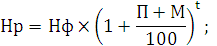 Нр = Нф × (1 + (П + М)/100)^t ;